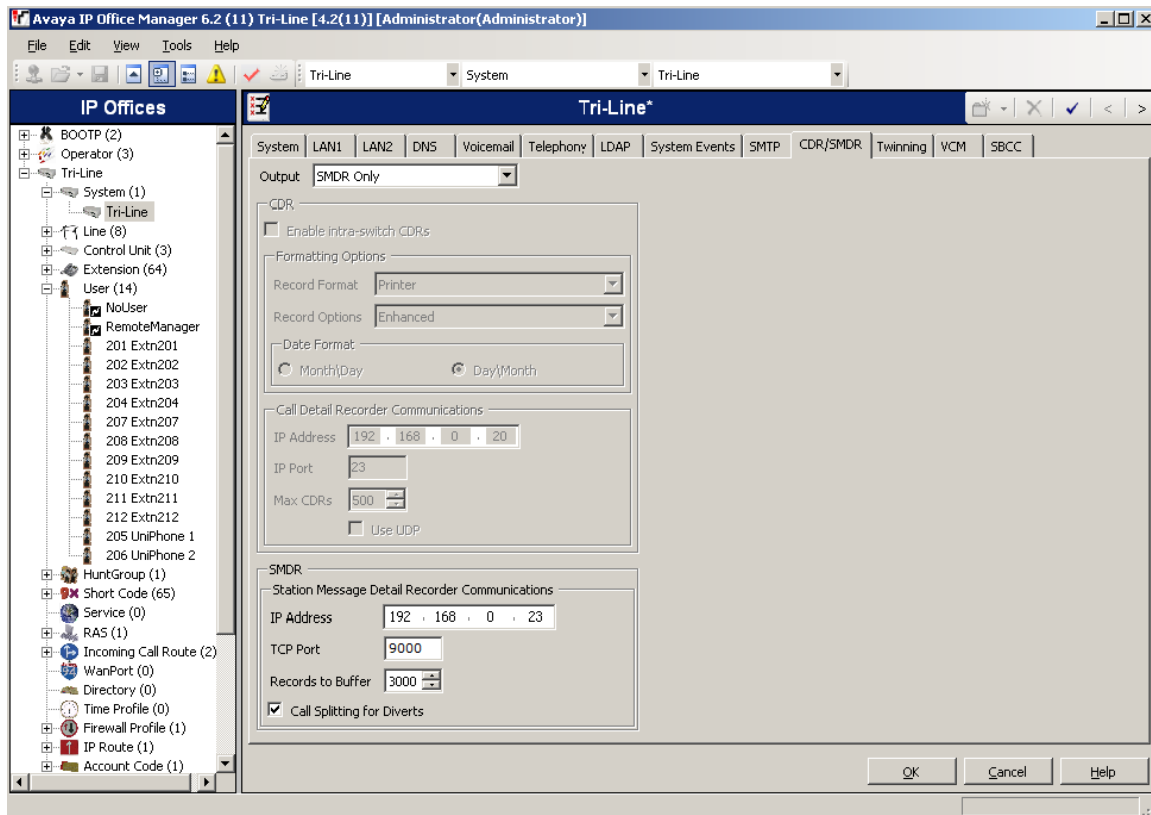 Avaya IP Office Manager 6.2 (11) Tri-Line [4.2(11)] [Administrator(Administrator)]
File Edit View Tools Help
Tri-Line System Tri-Line
IP Offices
BOOTP (2)
Operator (3)
Tri-Line
System (1)
Tri-Line
Line (8)
Control Unit (3)
Extension (64)
User (14)
NoUser
RemoteManager
201 Extn201
202 Extn202
203 Extn203
204 Extn204
207 Extn207
208 Extn208
209 Extn209
210 Extn210
211 Extn211
212 Extn212
205 UniPhone 1
206 UniPhone 2
HuntGroup (1)
Short Code (65)
Service (0)
RAS (1)
Incoming Call Route (2)
WanPort (0)
Directory (0)
Time Profile (0)
Firewall Profile (1)
IP Route (1)
Account Code (1)
Tri-Line*
System LAN1 LAN2 DNS Voicemail Telephony LDAP System Events SMTP CDR/SMDR Twinning VCM SBCC
Output SMDR Only
CDR
Enable intra-switch CDRs
Formatting Options
Record Format Printer
Record Options Enhanced
Date Format
Month\Day Day\Month
Call Detail Recorder Communications
IP Address 192 . 168 . 0 . 20
IP Port 23
Max CDRs 500
Use UDP
SMDR
Station Message Detail Recorder Communications
IP Address 192 . 168 . 0 . 23
TCP Port 9000
Records to Buffer 3000
Call Splitting for Diverts
OK Cancel Help